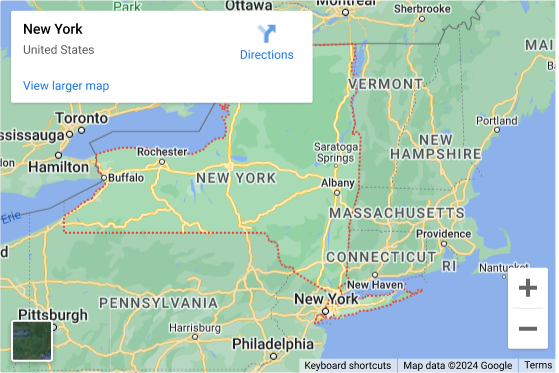 Park
Ottawa
Montreal
Sherbrooke
New York
United States
Directions
View larger map
MAI
VERMONT
Toronto
ssissauga
Portland
NEW
HAMPSHIRE
Hamilton
Rochester
Saratoga
Springs
Buffalo
NEW YORK
Albany
Erie
MASSACHUSETTS
Providence
CONNECTICUT
RI
Nantucket
New Haven
PENNSYLVANIA
New York
Pittsburgh
Harrisburg
Philadelphia
Keyboard shortcuts
Map data ©2024 Google
Terms